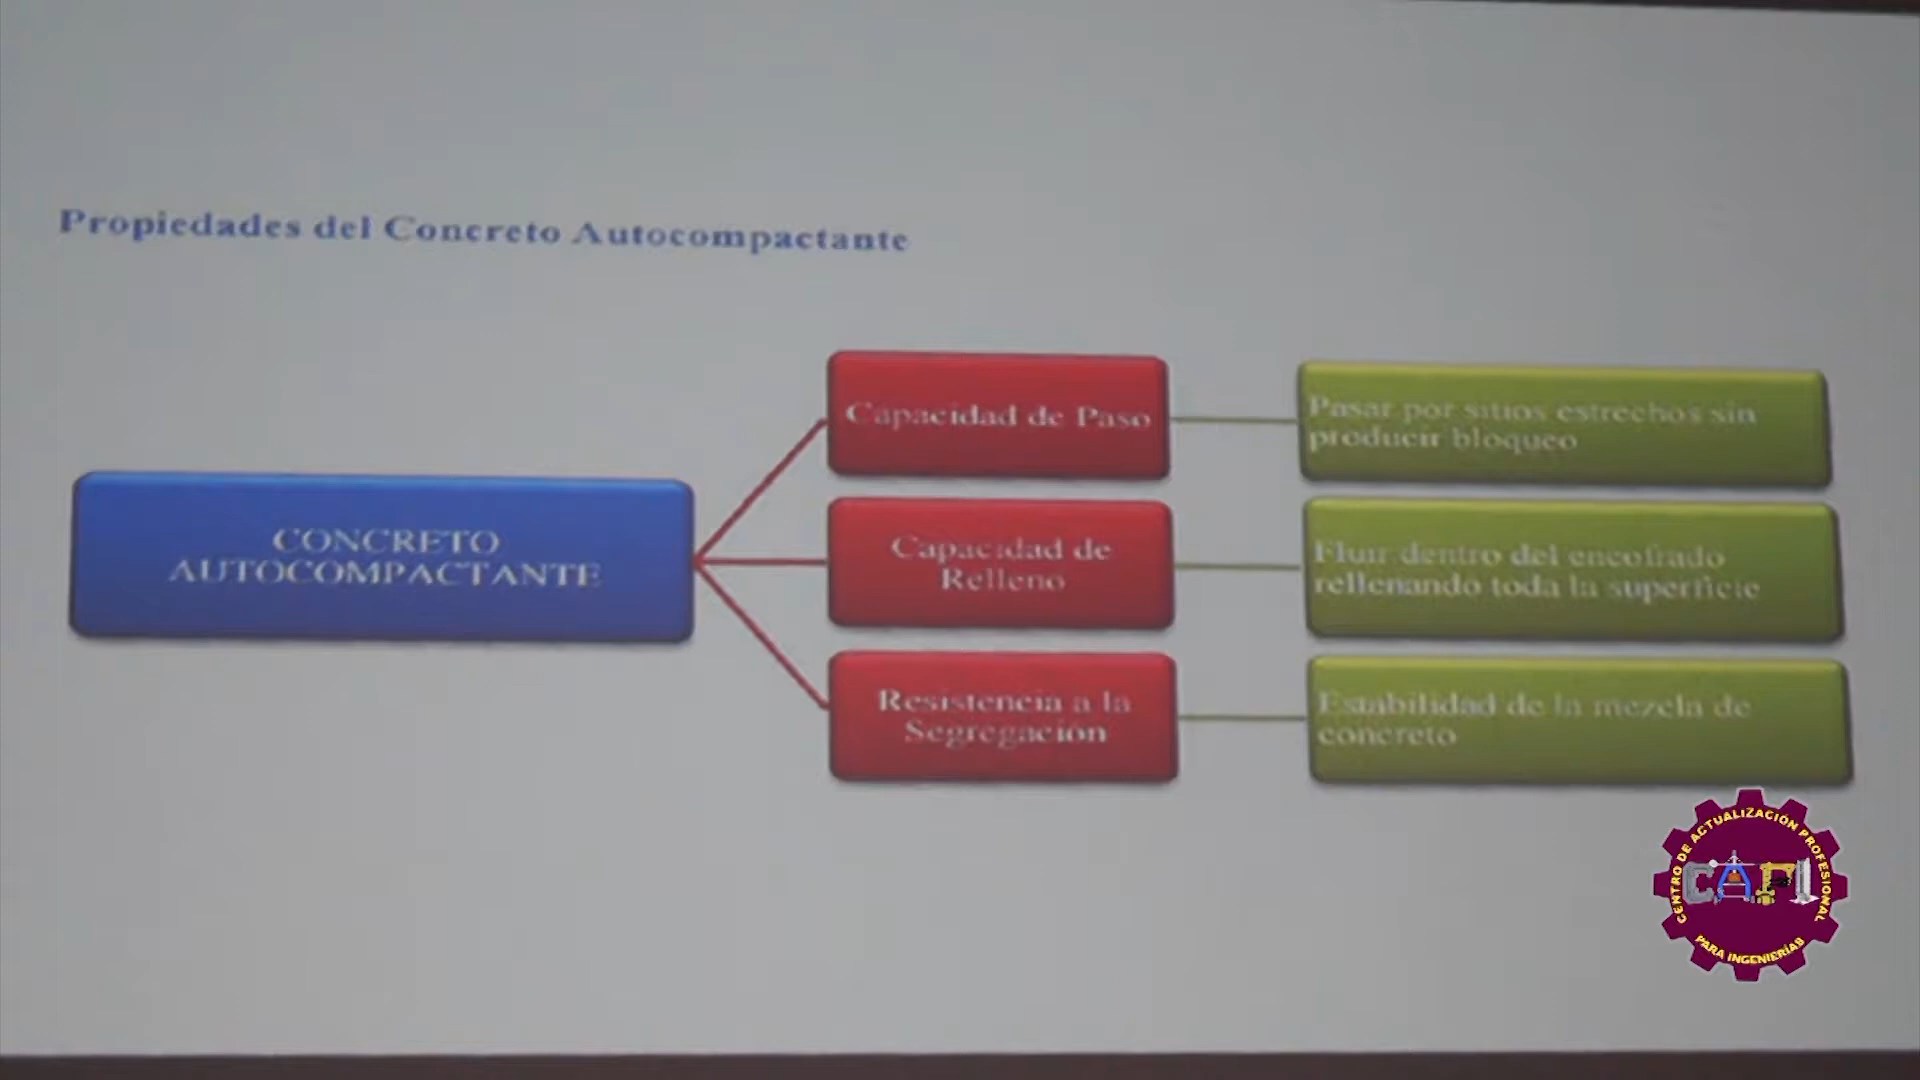 Propiedades del Concreto Autocompactante
CONCRETO
AUTOCOMPACTANTE
Capacidad de Paso
Pasar por sitios estrechos sin
producir bloqueo
Capacidad de
Relleno
Fluir dentro del encofrado
rellenando toda la superficie
Resistencia a la
Segregación
Estabilidad de la mezcla de
concreto
CENTRO DE ACTUALIZACIÓN PROFESIONAL
CAPI
PARA INGENIERÍAS